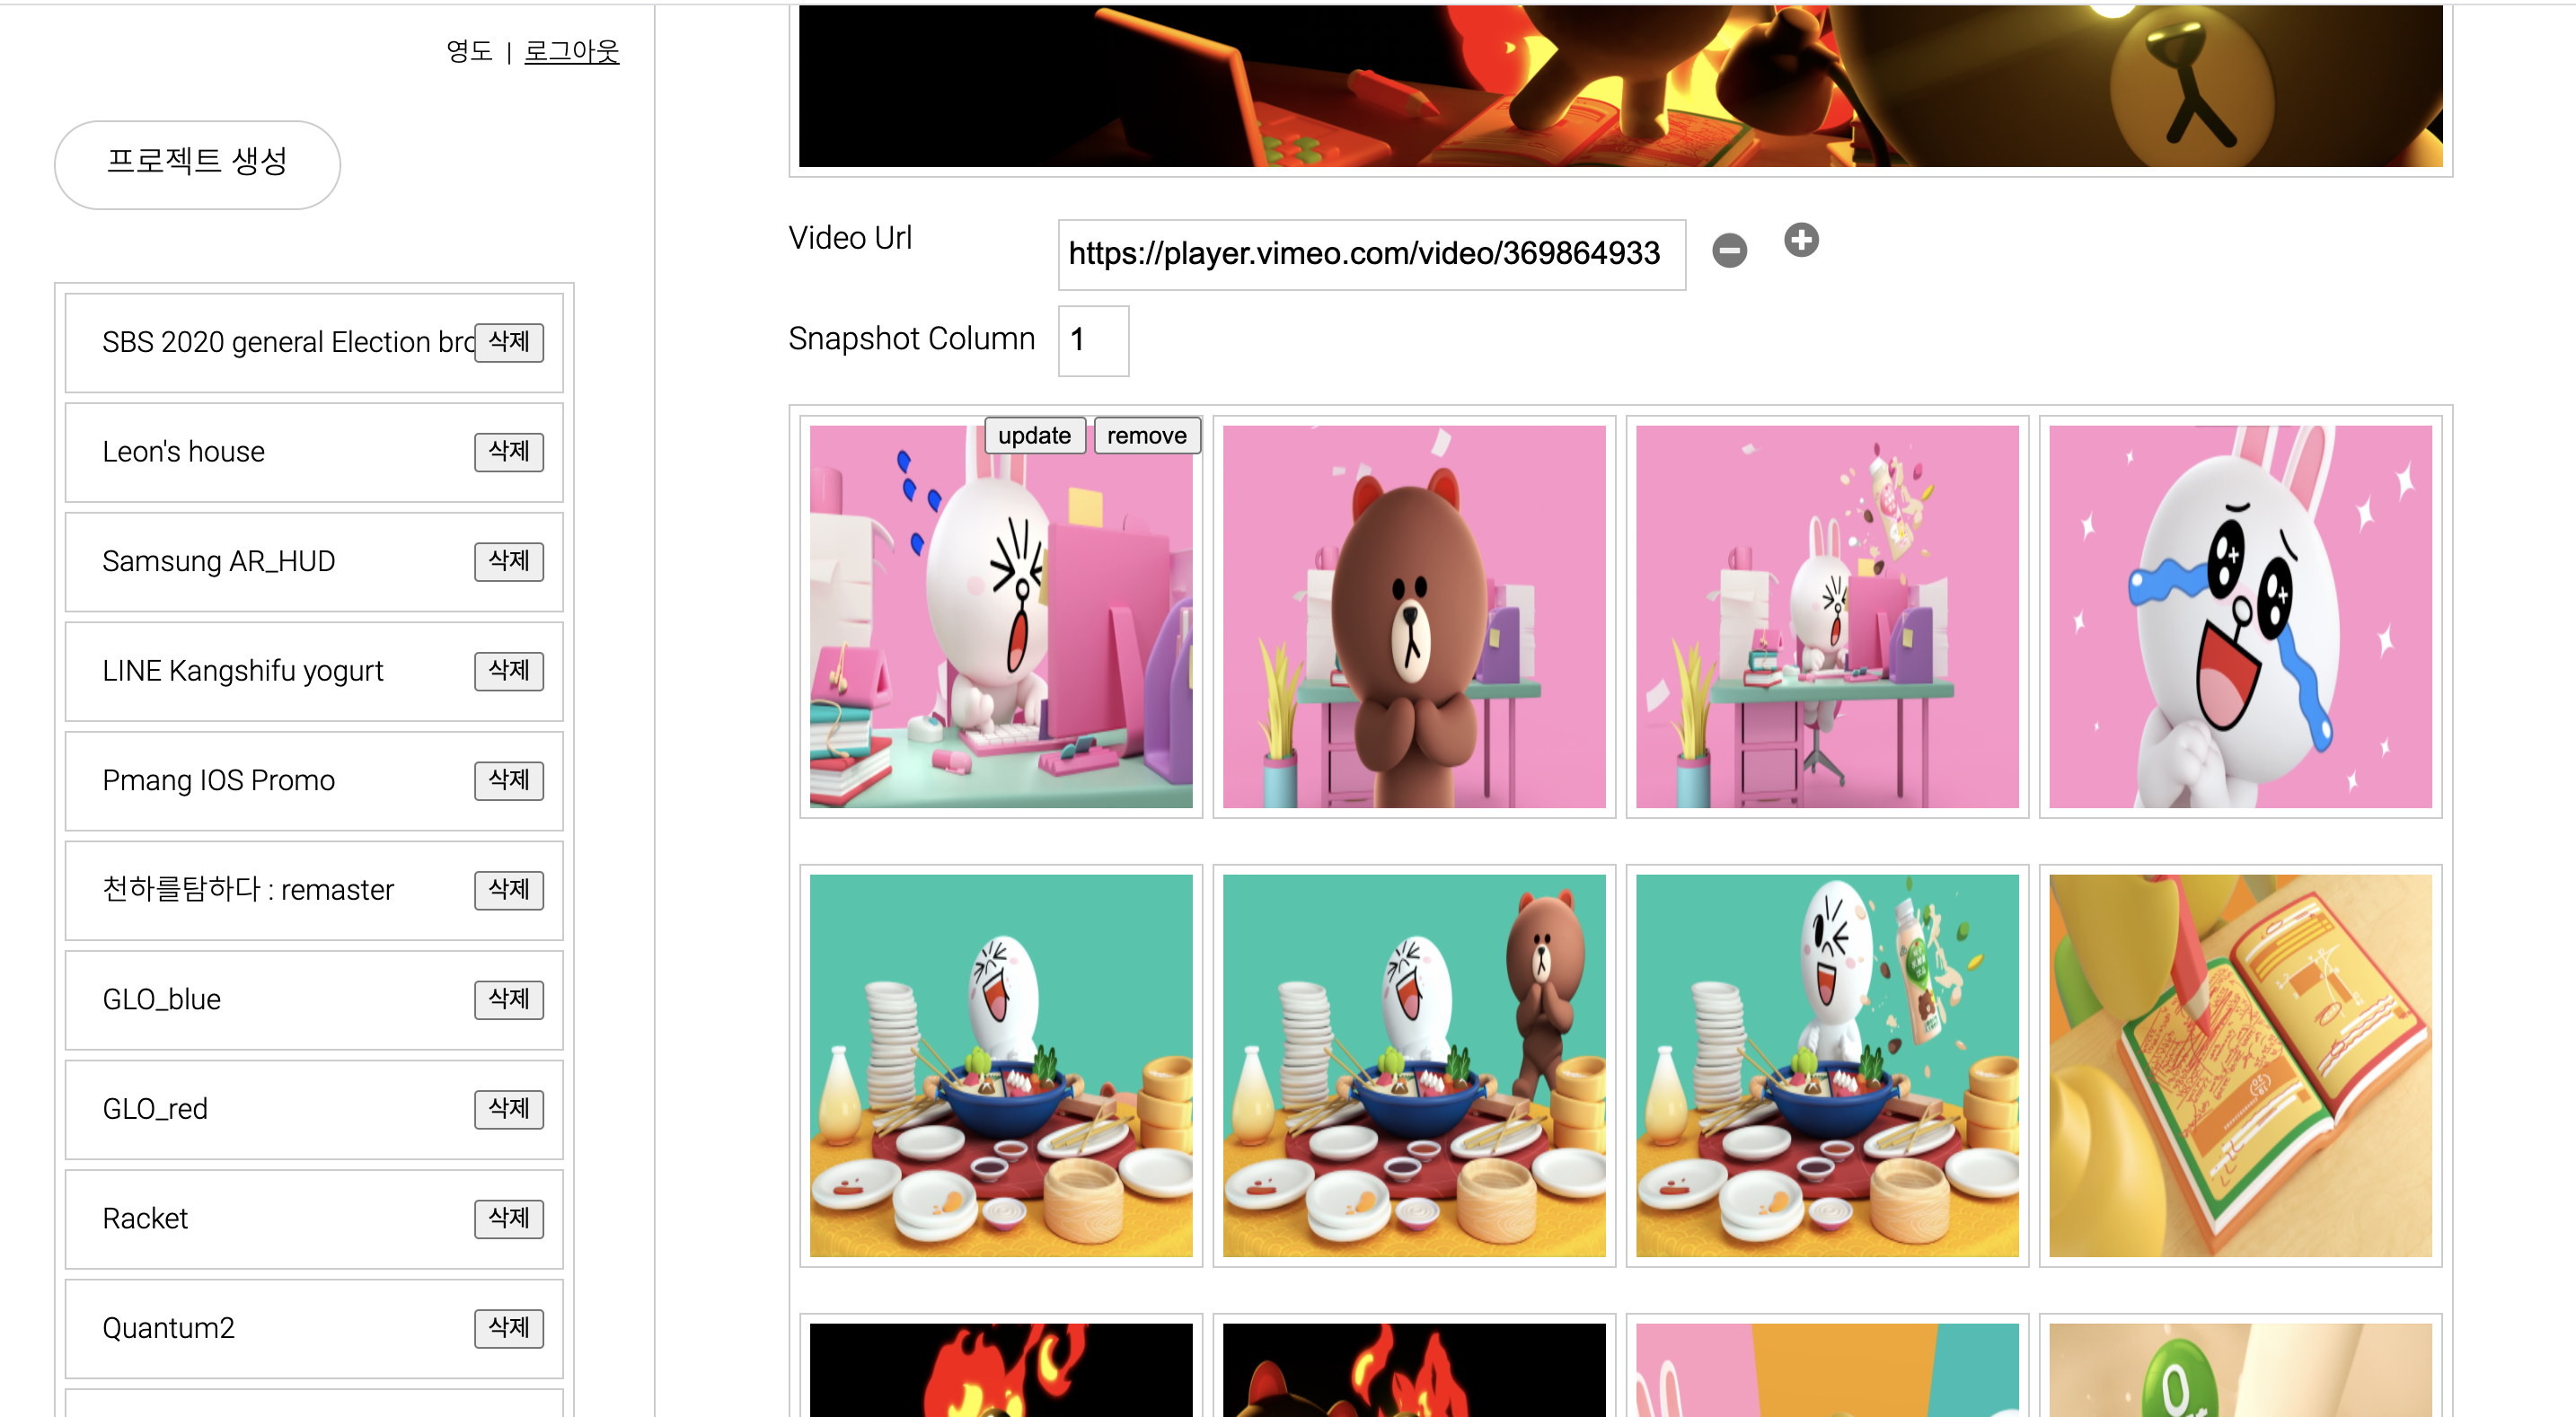 영도 | 로그아웃
프로젝트 생성
SBS 2020 general Election bro
삭제
Leon's house
삭제
Samsung AR_HUD
삭제
LINE Kangshifu yogurt
삭제
Pmang IOS Promo
삭제
천하를탐하다 : remaster
삭제
GLO_blue
삭제
GLO_red
삭제
Racket
삭제
Quantum2
삭제
Video Url
https://player.vimeo.com/video/369864933
Snapshot Column
1
update
remove
0